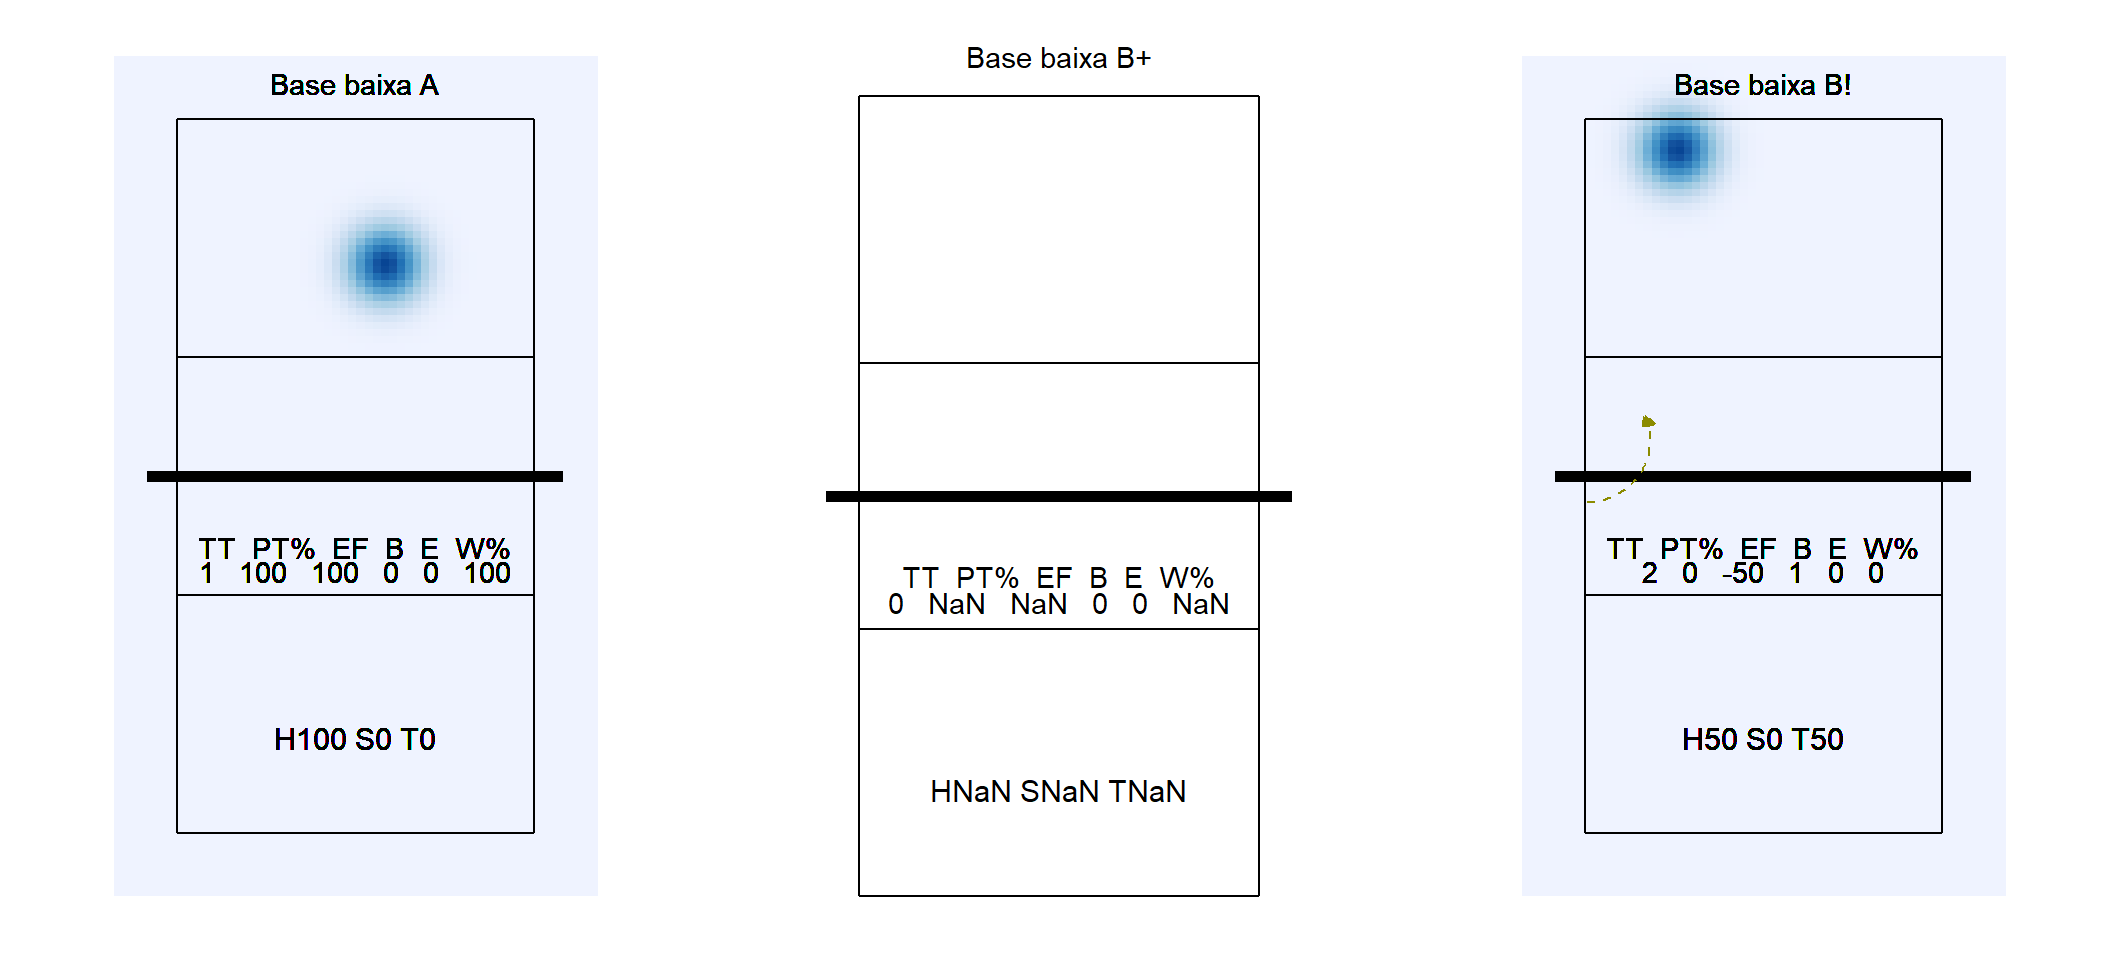 Base baixa A
TT PT% EF B E W%
1 100 100 0 0 100
H100 S0 T0
Base baixa B+
TT PT% EF B E W%
0 NaN NaN 0 0 NaN
HNaN SNaN TNaN
Base baixa B!
TT PT% EF B E W%
2 0 -50 1 0 0
H50 S0 T50